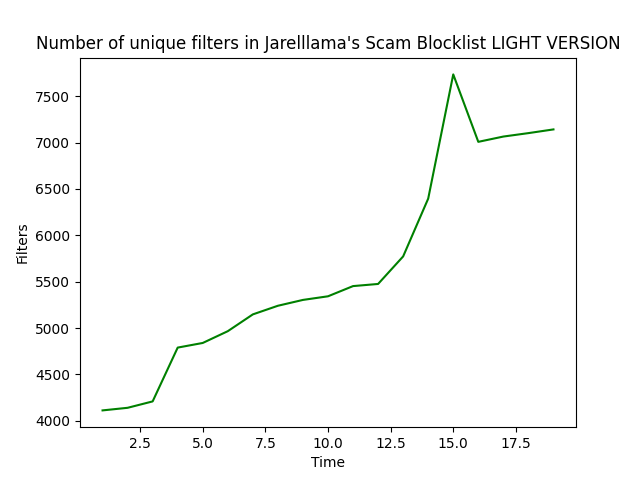 Number of unique filters in Jarelllama's Scam Blocklist LIGHT VERSION
7500
7000
6500
6000
Filters
5500
5000
4500
4000
2.5 5.0 7.5 10.0 12.5 15.0 17.5
Time